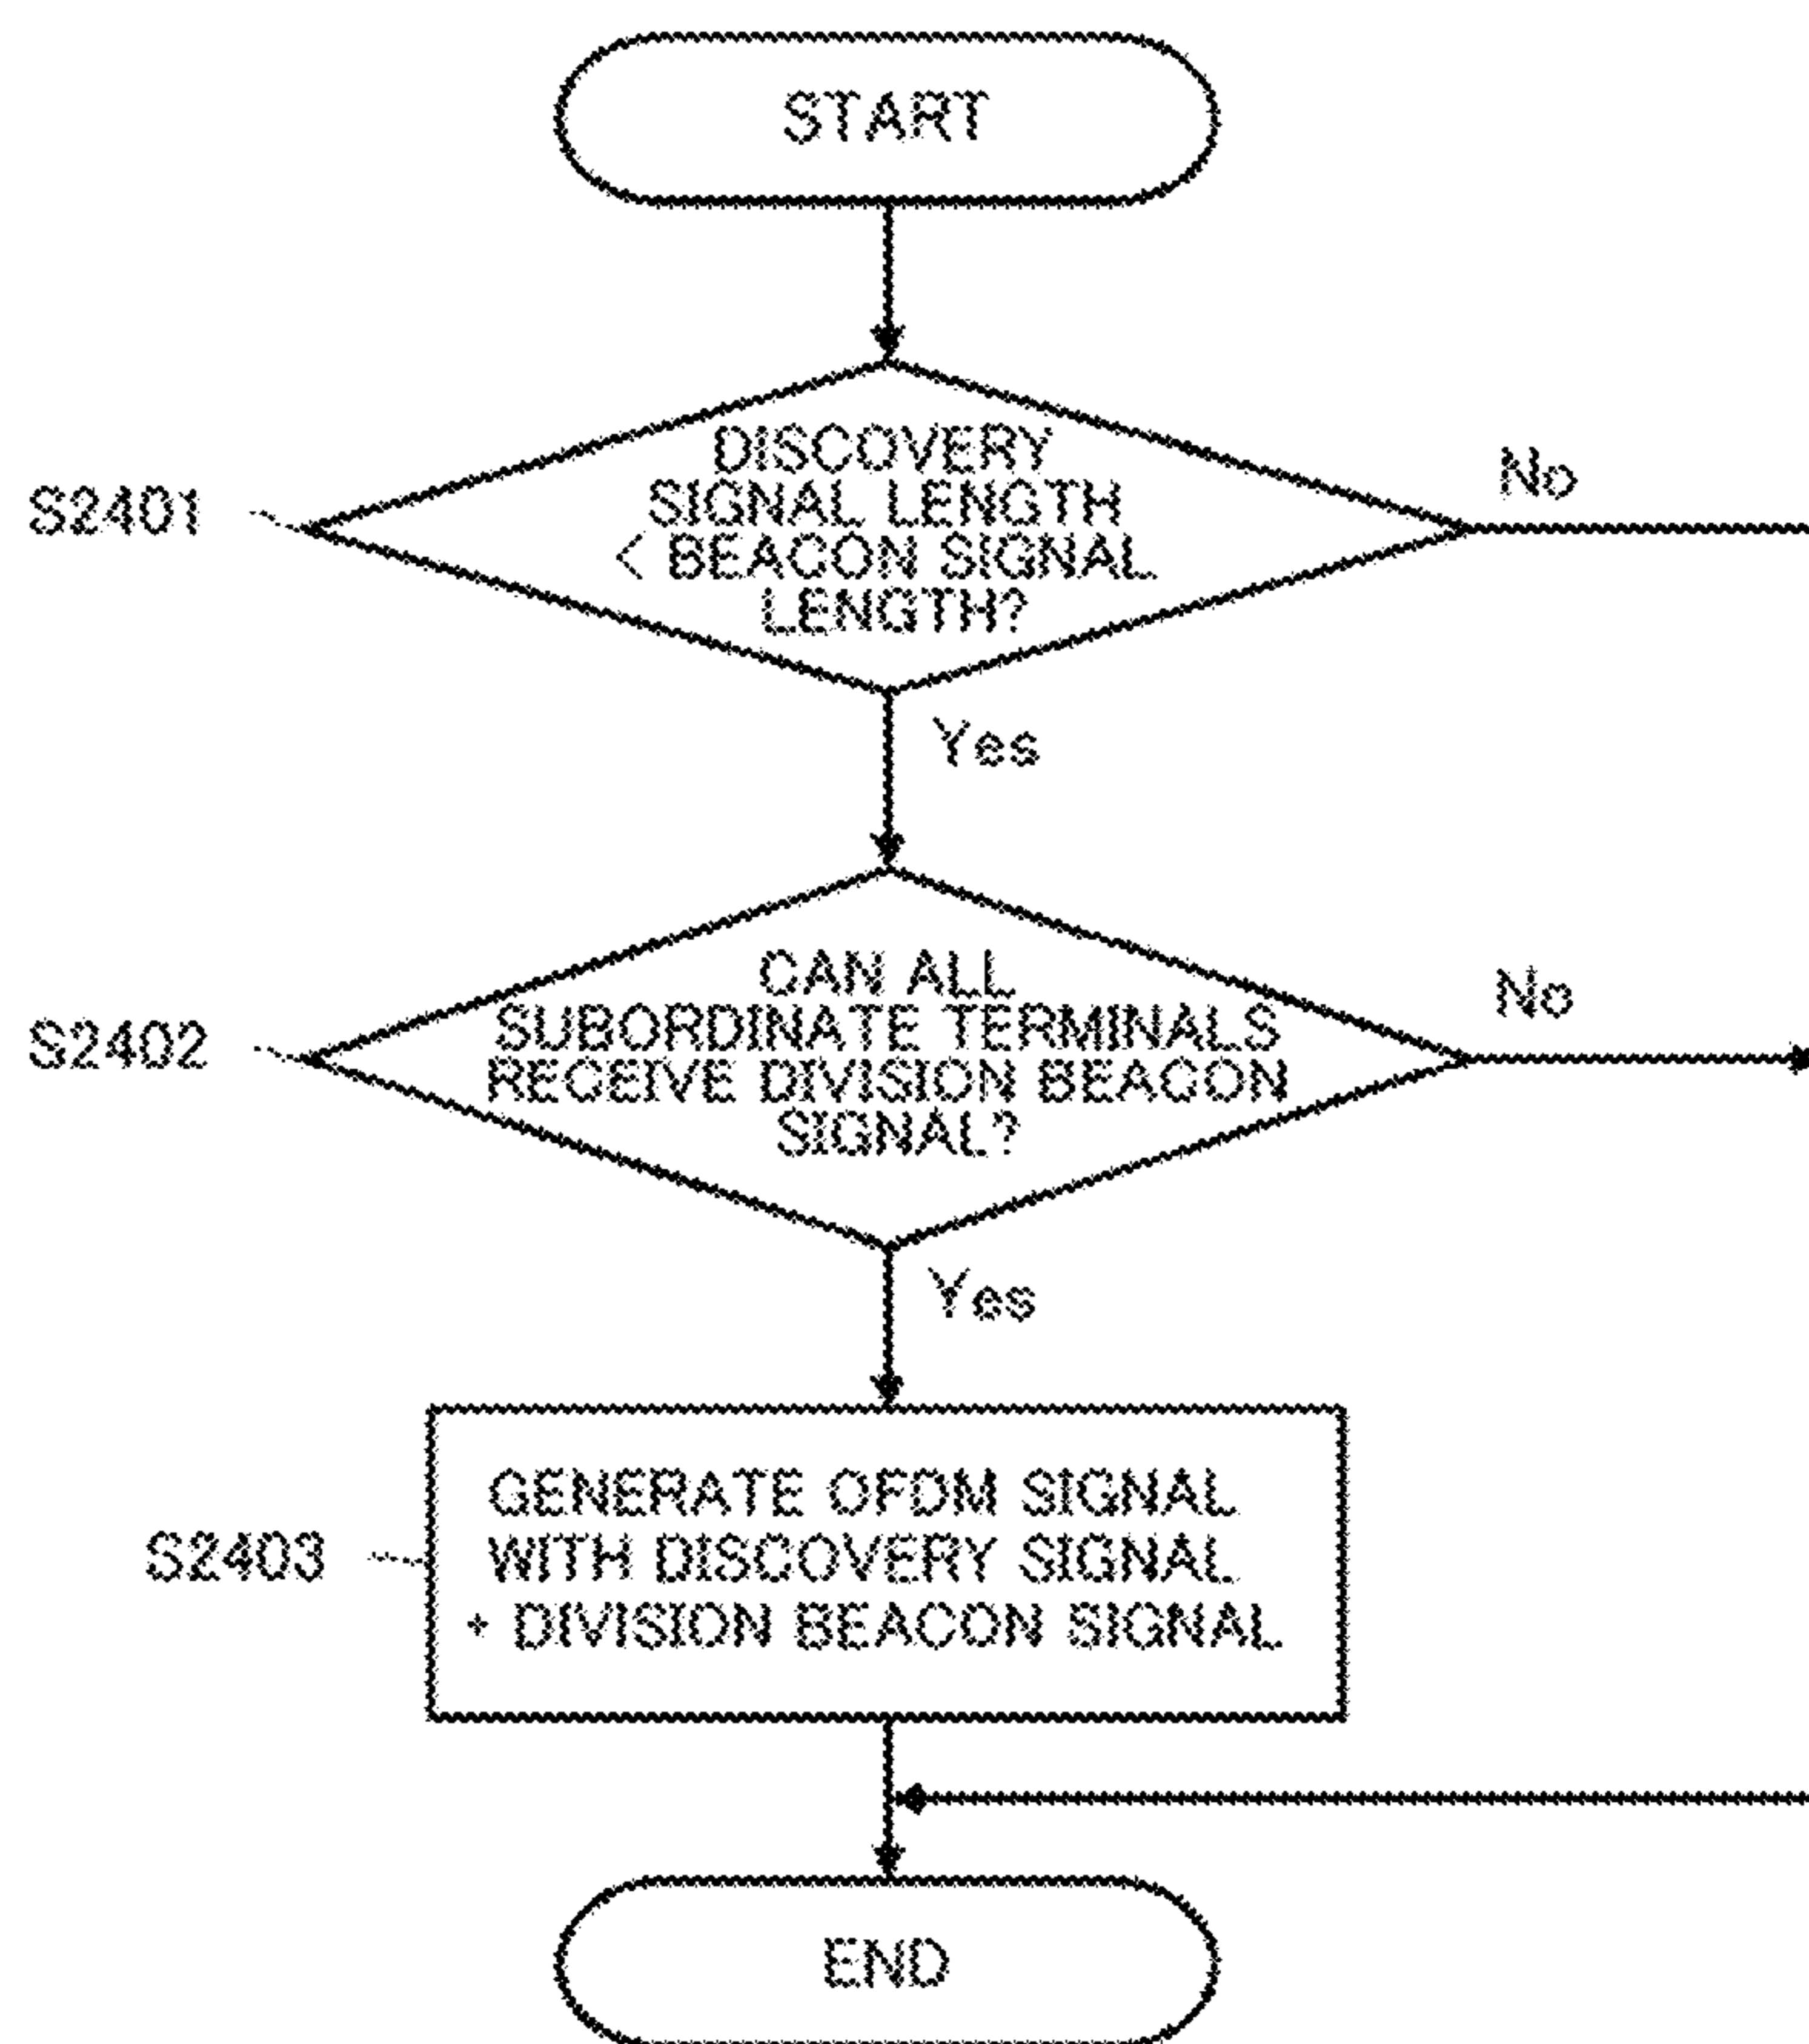 START
S2401
DISCOVERY
SIGNAL LENGTH
< BEACON SIGNAL
LENGTH?
No
Yes
S2402
CAN ALL
SUBORDINATE TERMINALS
RECEIVE DIVISION BEACON
SIGNAL?
No
Yes
S2403
GENERATE OFDM SIGNAL
WITH DISCOVERY SIGNAL
+ DIVISION BEACON SIGNAL
END